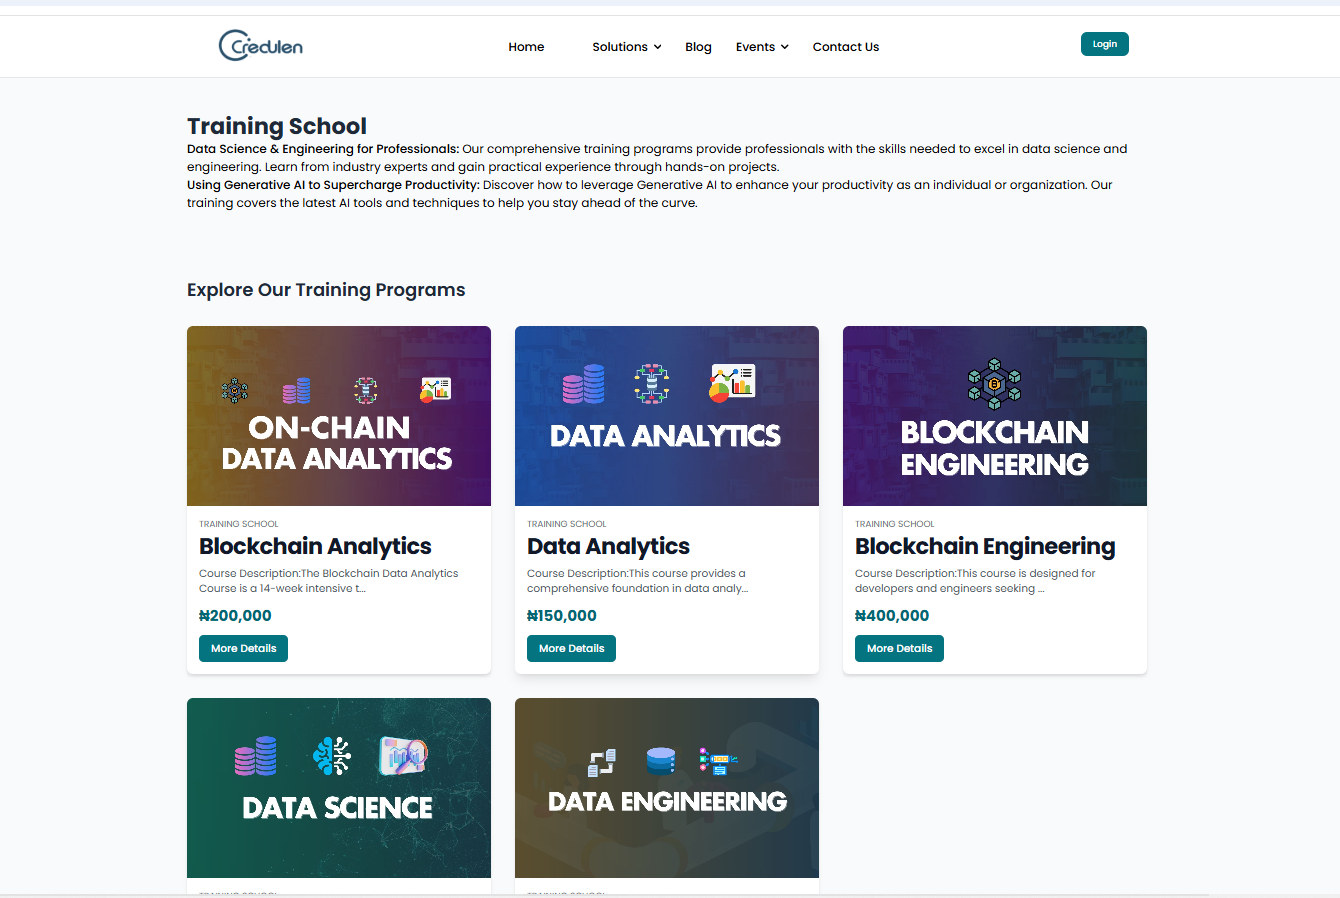 Creculen
Home
Solutions
Blog
Events
Contact Us
Login
Training School
Data Science & Engineering for Professionals: Our comprehensive training programs provide professionals with the skills needed to excel in data science and
engineering. Learn from industry experts and gain practical experience through hands-on projects.
Using Generative AI to Supercharge Productivity: Discover how to leverage Generative AI to enhance your productivity as an individual or organization. Our
training covers the latest AI tools and techniques to help you stay ahead of the curve.
Explore Our Training Programs
ON-CHAIN
DATA ANALYTICS
TRAINING SCHOOL
Blockchain Analytics
Course Description:The Blockchain Data Analytics
Course is a 14-week intensive t...
₦200,000
More Details
DATA ANALYTICS
TRAINING SCHOOL
Data Analytics
Course Description:This course provides a
comprehensive foundation in data analy...
₦150,000
More Details
BLOCKCHAIN
ENGINEERING
TRAINING SCHOOL
Blockchain Engineering
Course Description:This course is designed for
developers and engineers seeking ...
₦400,000
More Details
DATA SCIENCE
DATA ENGINEERING